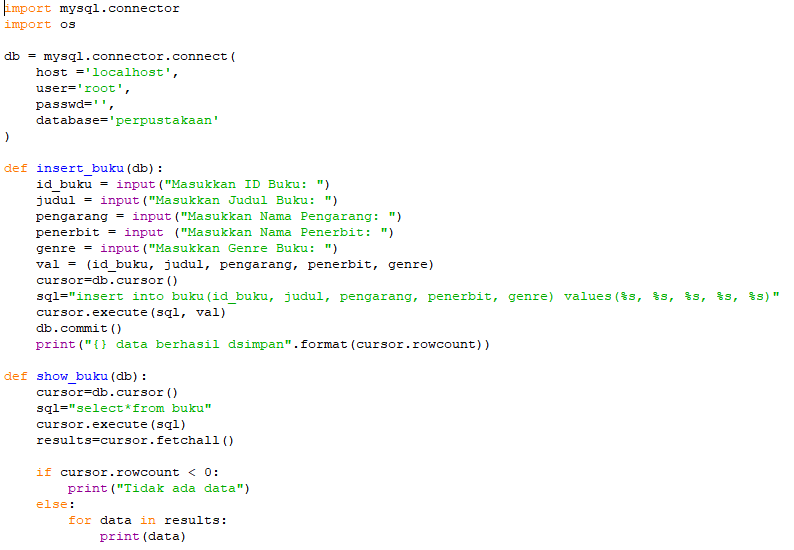 import mysql.connector
import os
db = mysql.connector.connect(
    host ='localhost',
    user='root',
    passwd='',
    database='perpustakaan'
)
def insert_buku(db):
    id_buku = input("Masukkan ID Buku: ")
    judul = input("Masukkan Judul Buku: ")
    pengarang = input("Masukkan Nama Pengarang: ")
    penerbit = input ("Masukkan Nama Penerbit: ")
    genre = input("Masukkan Genre Buku: ")
    val = (id_buku, judul, pengarang, penerbit, genre)
    cursor=db.cursor()
    sql="insert into buku(id_buku, judul, pengarang, penerbit, genre) values(%s, %s, %s, %s, %s)"
    cursor.execute(sql, val)
    db.commit()
    print("{} data berhasil dsimpan".format(cursor.rowcount))
def show_buku(db):
    cursor=db.cursor()
    sql="select*from buku"
    cursor.execute(sql)
    results=cursor.fetchall()
    if cursor.rowcount < 0:
        print("Tidak ada data")
    else:
        for data in results:
            print(data)